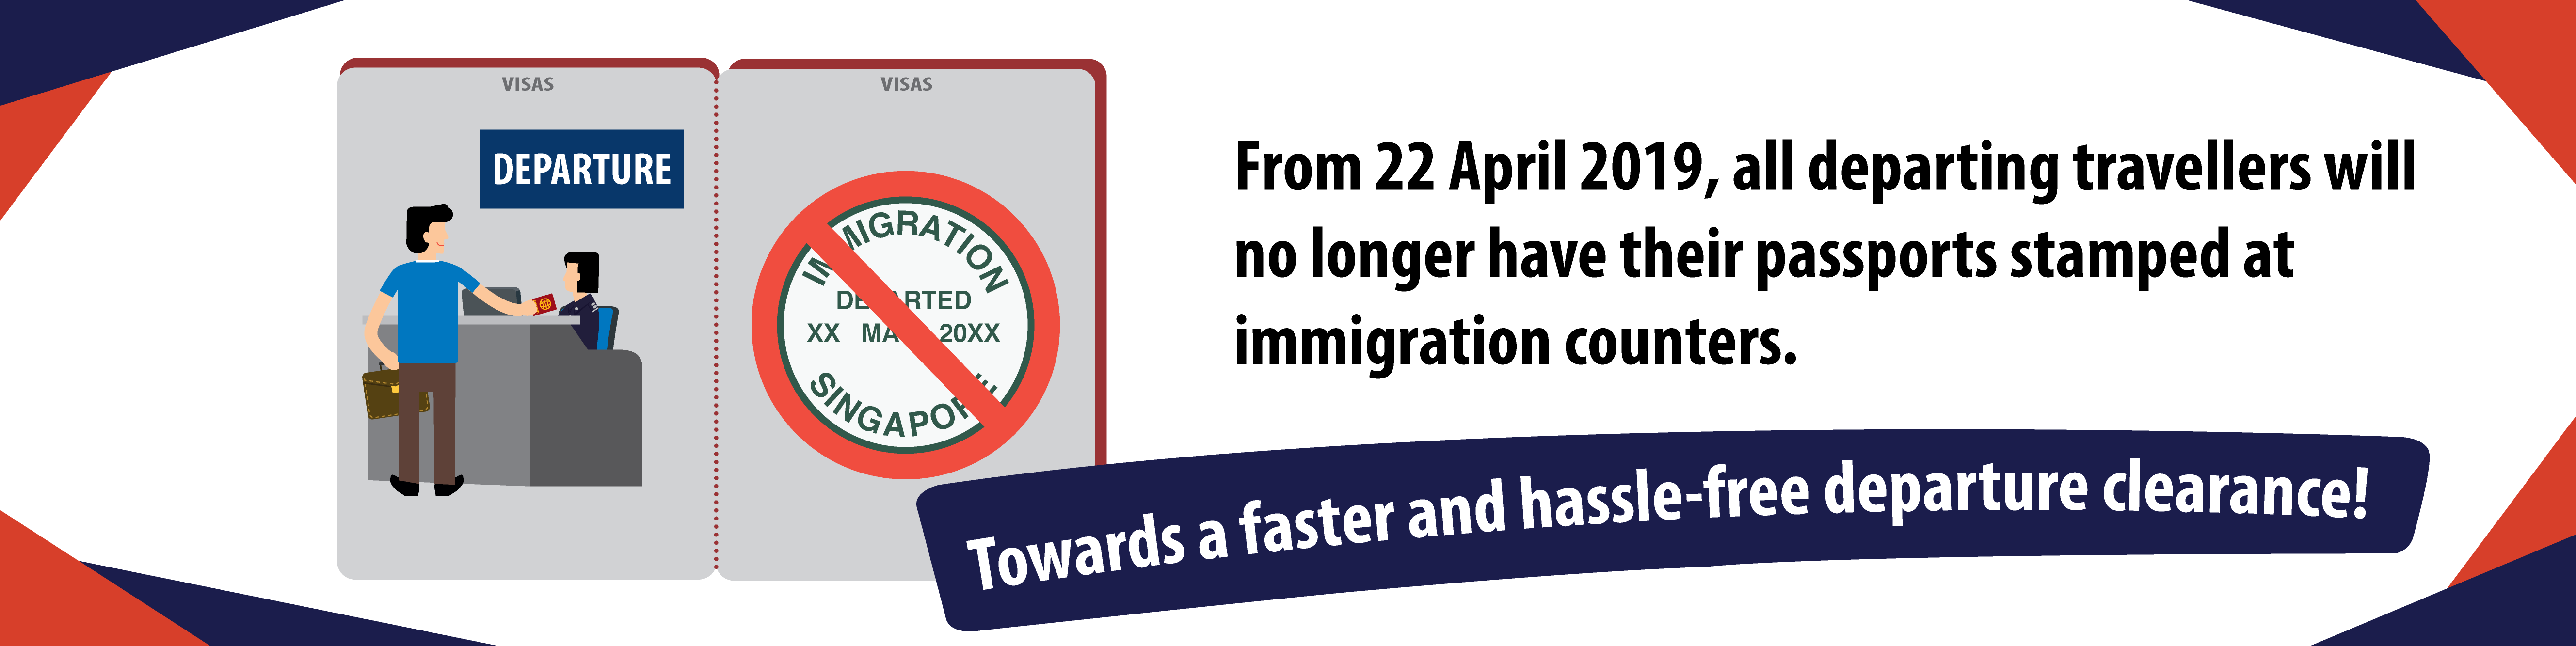 VISAS
DEPARTURE
VISAS
IMMIGRATION
DEPARTED
XX MA 20XX
SINGAPORE
From 22 April 2019, all departing travellers will
no longer have their passports stamped at
immigration counters.
Towards a faster and hassle-free departure clearance!